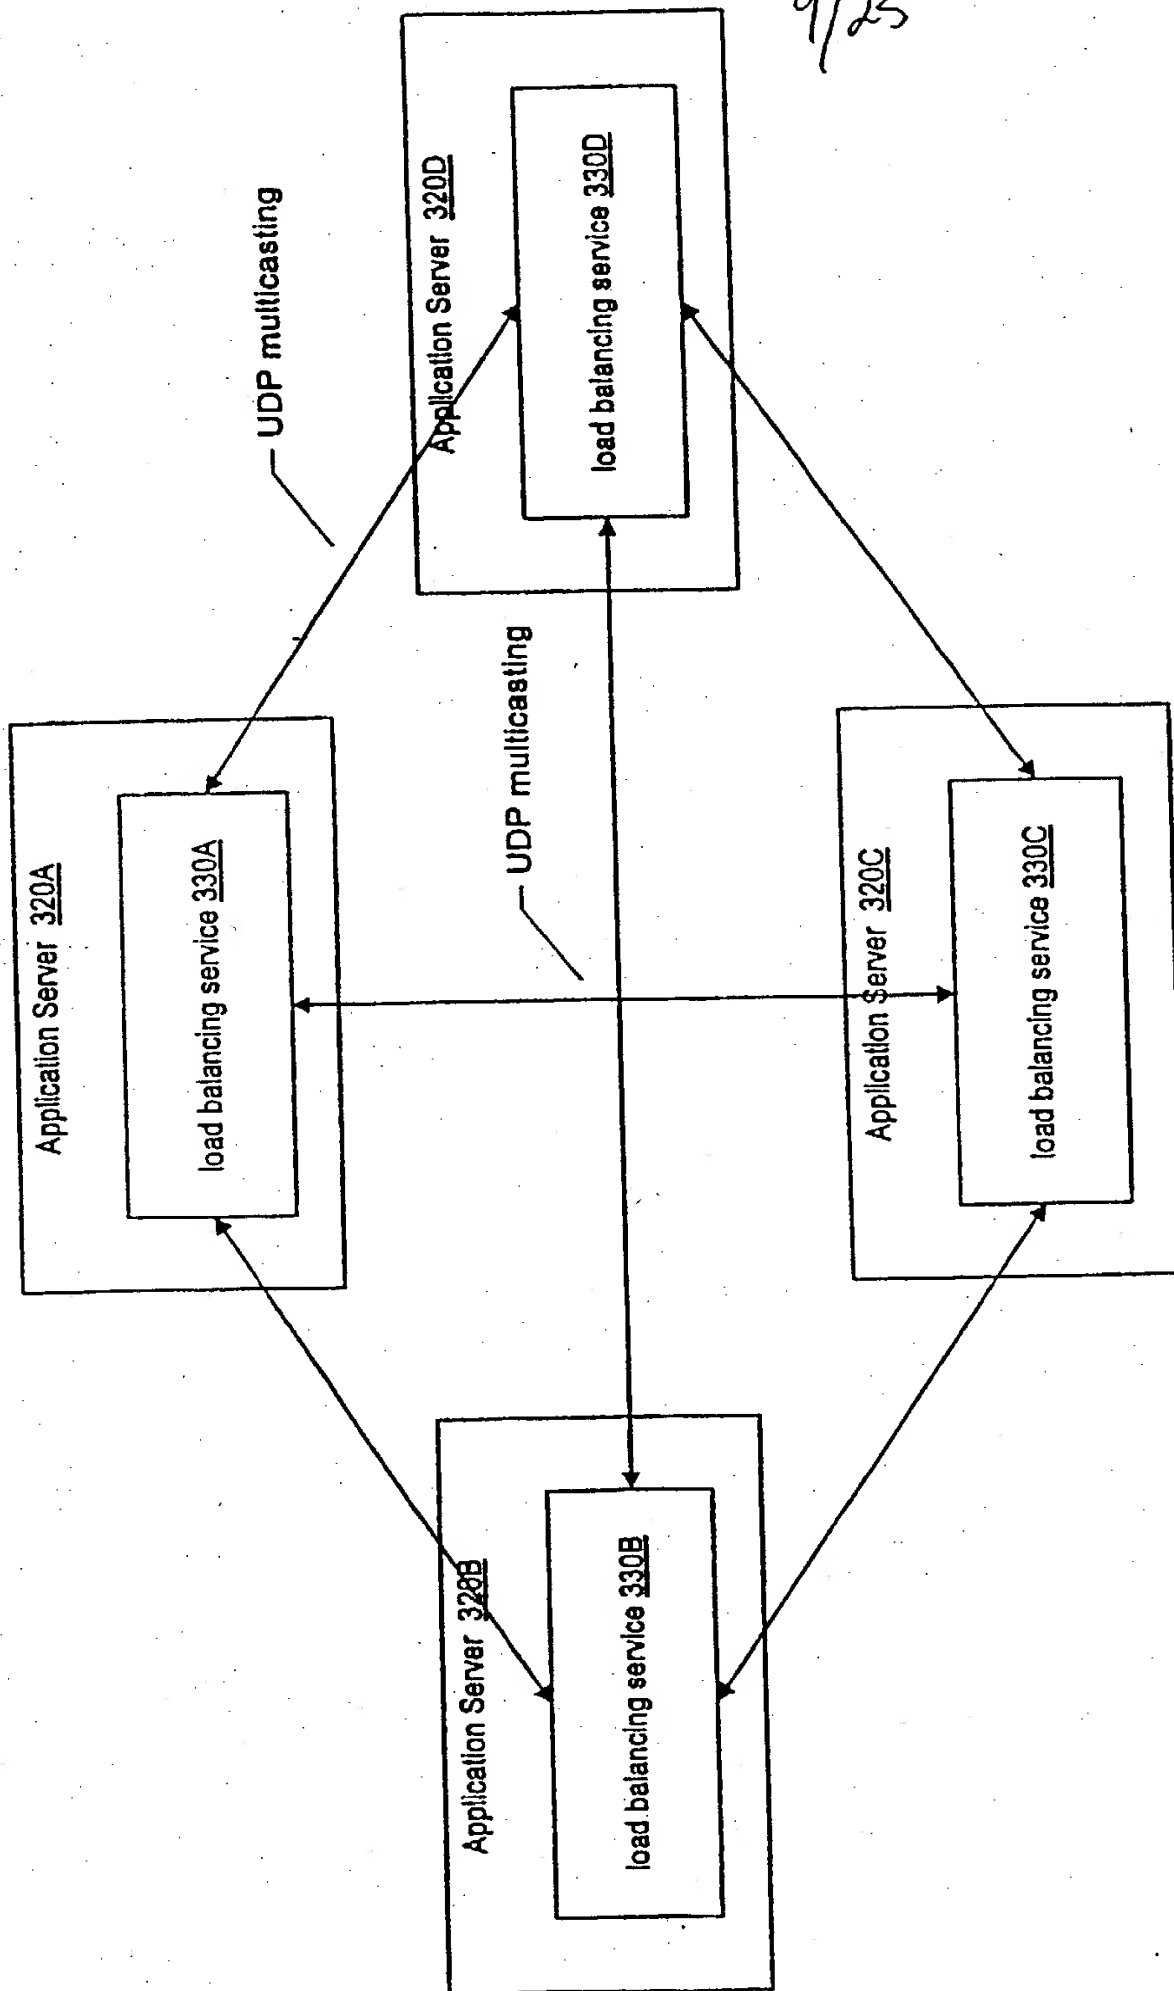 9/25
Application Server 320A
load balancing service 330A
UDP multicasting
Application Server 320B
load balancing service 330B
UDP multicasting
Application Server 320D
load balancing service 330D
Application Server 320C
load balancing service 330C